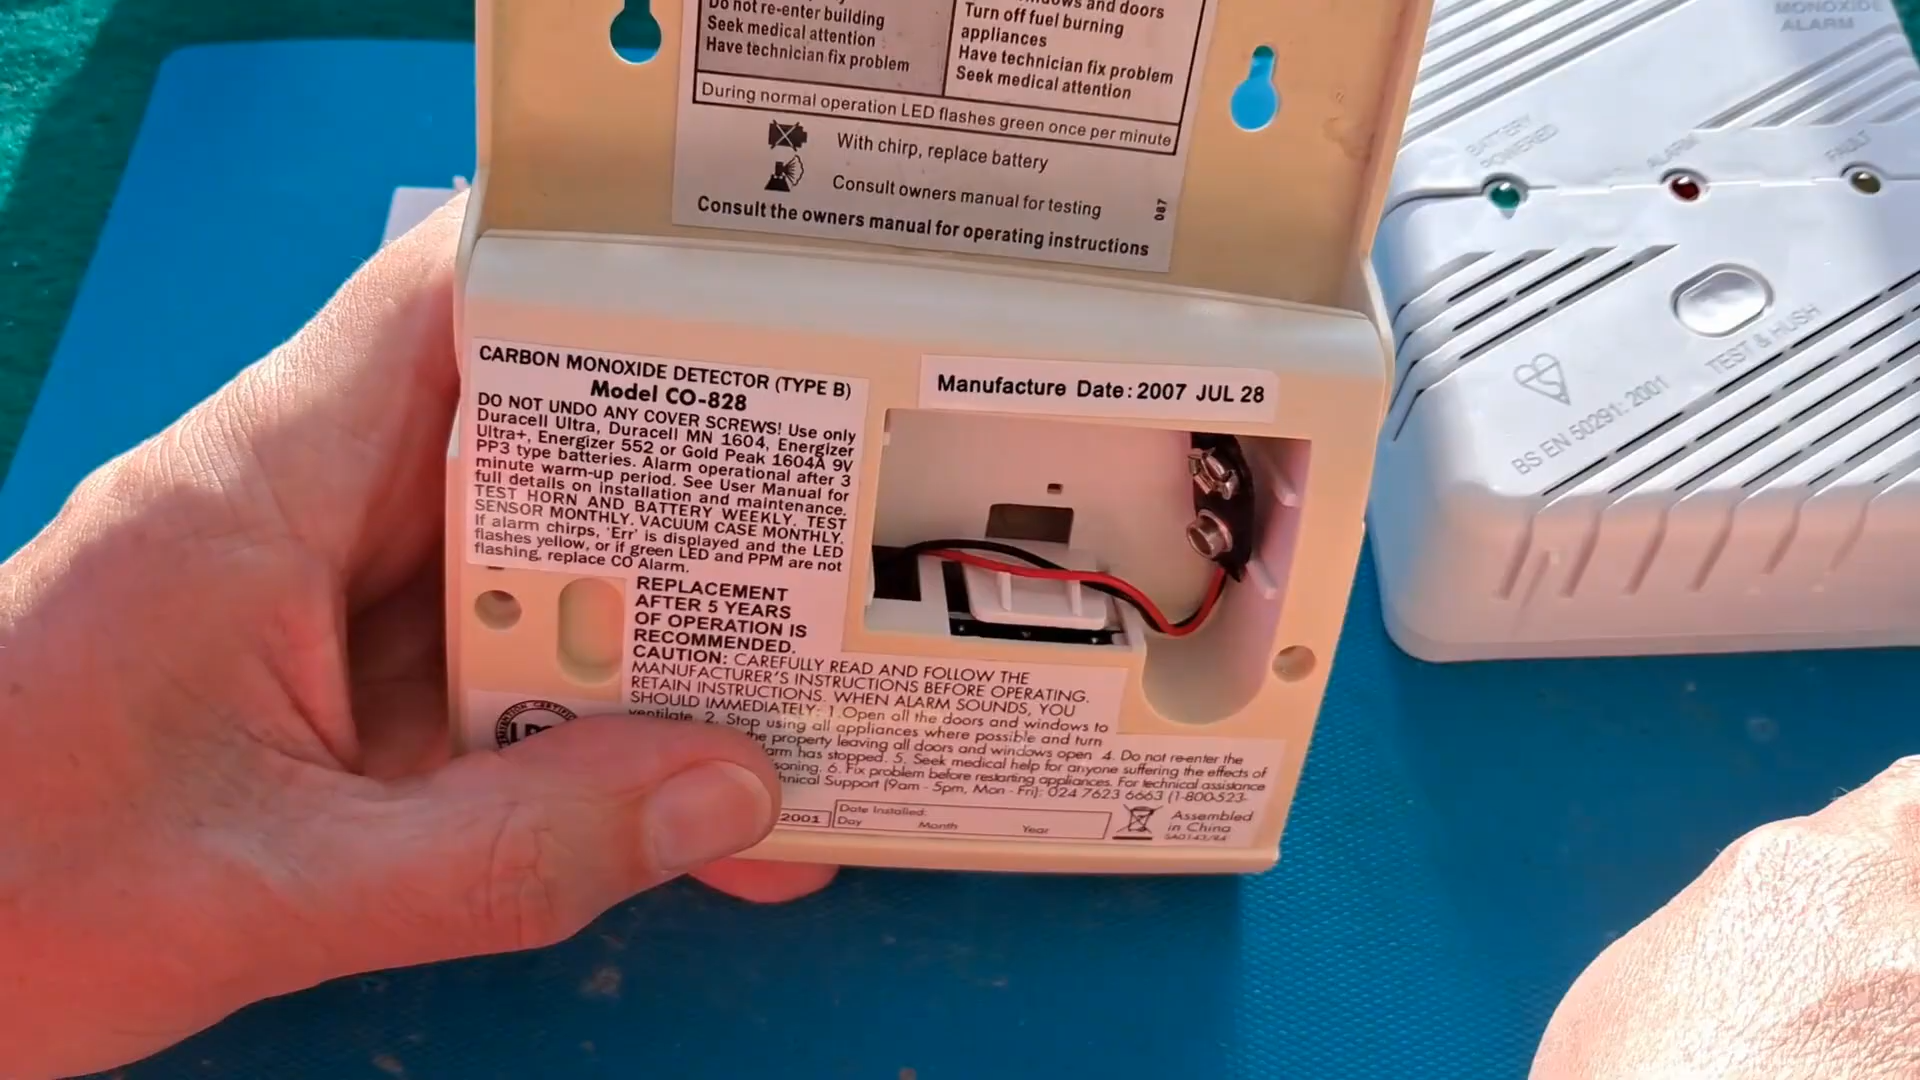 Do not re-enter building
Seek medical attention
Have technician fix problem
windows and doors
Turn off fuel burning
appliances
Have technician fix problem
Seek medical attention
During normal operation LED flashes green once per minute
With chirp, replace battery
Consult owners manual for testing
087
Consult the owners manual for operating instructions
CARBON MONOXIDE DETECTOR (TYPE B)
Model CO-828
DO NOT UNDO ANY COVER SCREWS! Use only
Duracell Ultra, Duracell MN 1604, Energizer
Ultra+, Energizer 552 or Gold Peak 1604A 9V
PP3 type batteries. Alarm operational after 3
minute warm-up period. See User Manual for
full details on installation and maintenance.
TEST HORN AND BATTERY WEEKLY. TEST
SENSOR MONTHLY. VACUUM CASE MONTHLY.
If alarm chirps, 'Err' is displayed and the LED
flashes yellow, or if green LED and PPM are not
flashing, replace CO Alarm.
Manufacture Date: 2007 JUL 28
REPLACEMENT
AFTER 5 YEARS
OF OPERATION IS
RECOMMENDED.
CAUTION: CAREFULLY READ AND FOLLOW THE
MANUFACTURER'S INSTRUCTIONS BEFORE OPERATING.
RETAIN INSTRUCTIONS. WHEN ALARM SOUNDS, YOU
SHOULD IMMEDIATELY: 1.Open all the doors and windows to
ventilate. 2. Stop using all appliances where possible and turn
the property leaving all doors and windows open 4. Do not re-enter the
alarm has stopped. 5. Seek medical help for anyone suffering the effects of
6. Fix problem before restarting appliances. For technical assistance
Support (9am - 5pm, Mon - Fri): 024 7623 6663 (1-800-523-
2001
Date Installed:
Day Month Year
Assembled
in China
MONOXIDE
ALARM
BATTERY
POWERED
ALARM
FAULT
TEST & HUSH
BS EN 50291: 2001